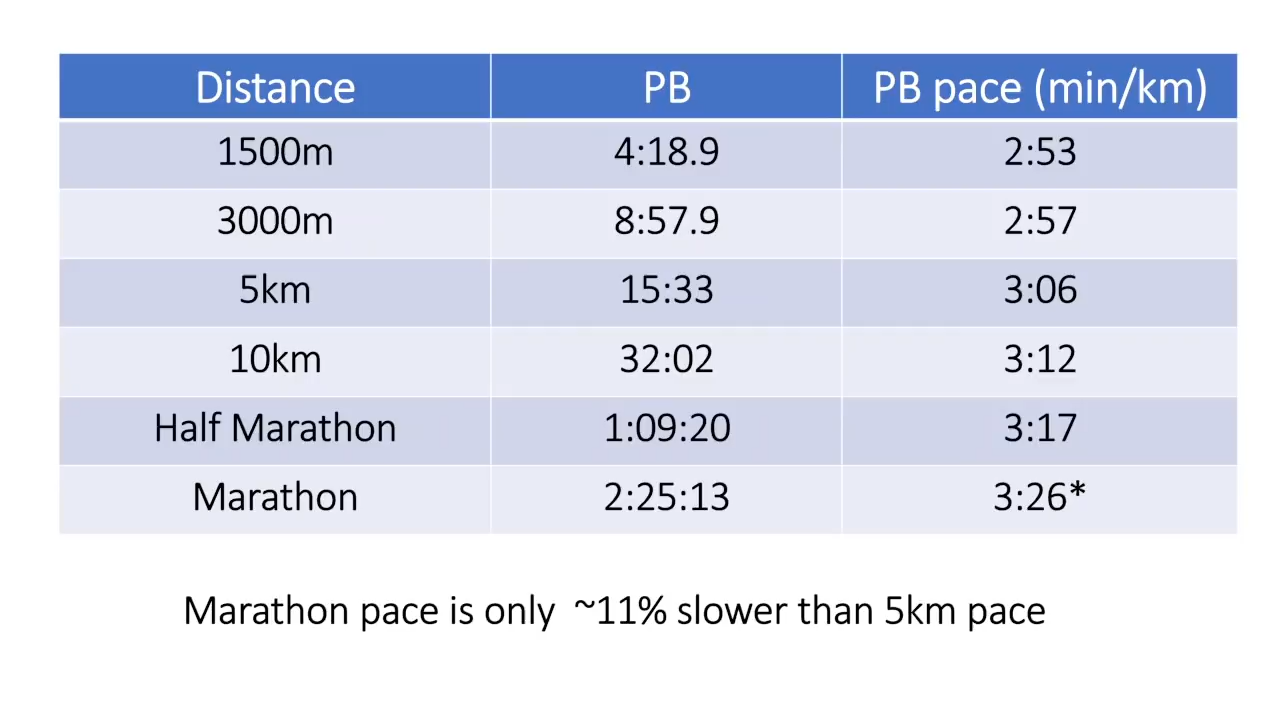 Distance PB PB pace (min/km)
1500m 4:18.9 2:53
3000m 8:57.9 2:57
5km 15:33 3:06
10km 32:02 3:12
Half Marathon 1:09:20 3:17
Marathon 2:25:13 3:26*
Marathon pace is only ~11% slower than 5km pace